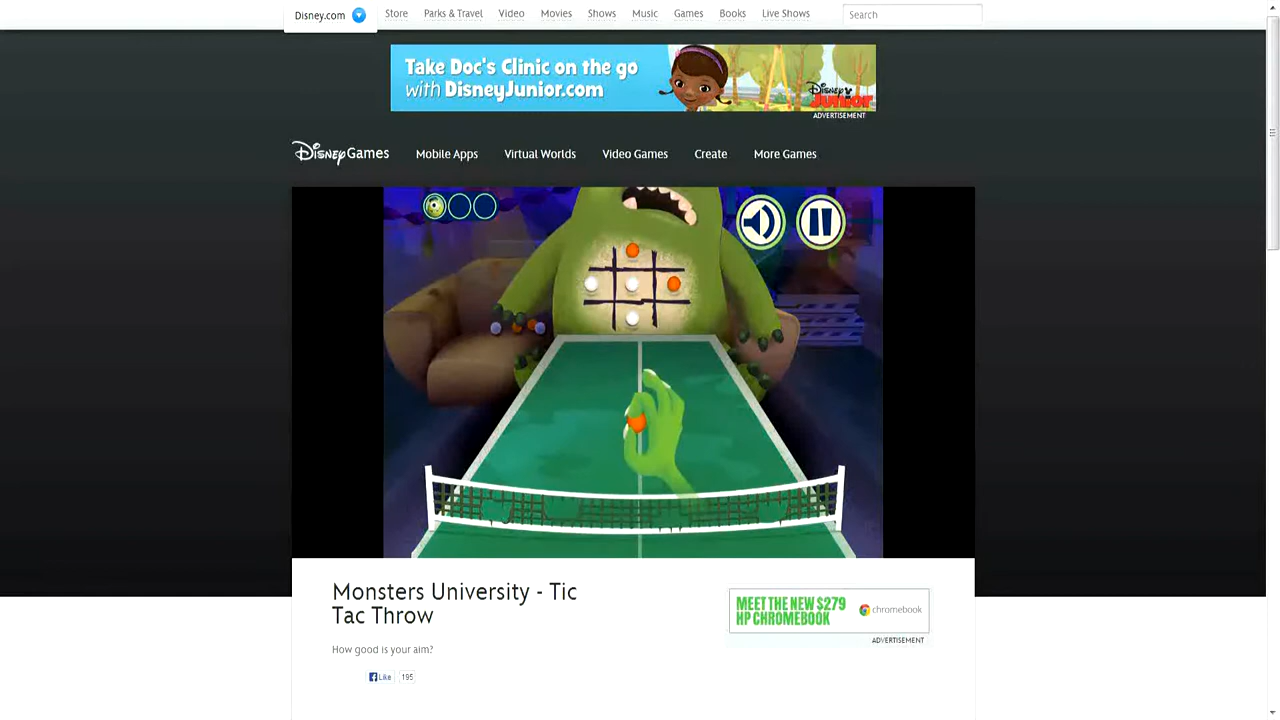 Disney.com
Store
Parks & Travel
Video
Movies
Shows
Music
Games
Books
Live Shows
Search
Take Doc's Clinic on the go
with DisneyJunior.com
Disney Junior
ADVERTISEMENT
Disney Games
Mobile Apps
Virtual Worlds
Video Games
Create
More Games
Monsters University - Tic
Tac Throw
How good is your aim?
Like
195
MEET THE NEW $279
HP CHROMEBOOK
chromebook
ADVERTISEMENT